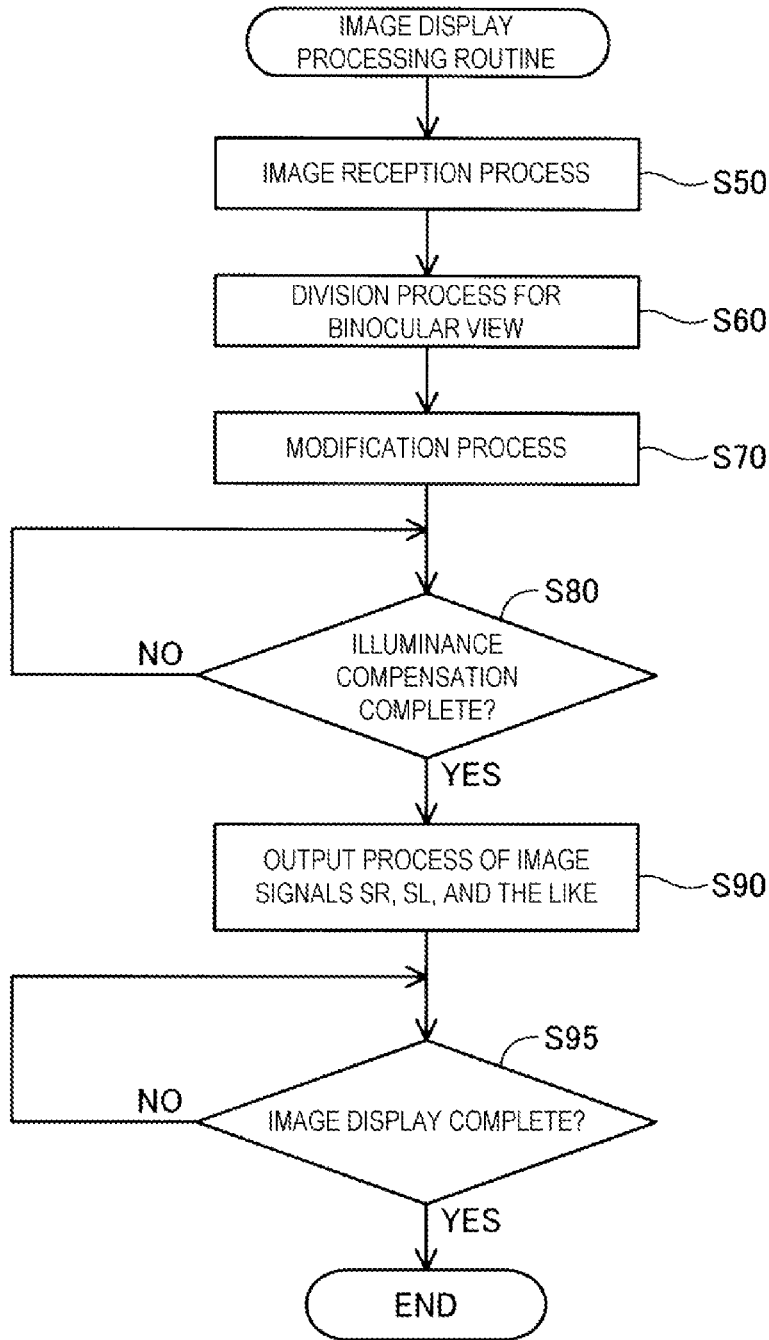 IMAGE DISPLAY
PROCESSING ROUTINE
IMAGE RECEPTION PROCESS
S50
DIVISION PROCESS FOR
BINOCULAR VIEW
S60
MODIFICATION PROCESS
S70
S80
NO
ILLUMINANCE
COMPENSATION
COMPLETE?
YES
OUTPUT PROCESS OF IMAGE
SIGNALS SR, SL, AND THE LIKE
S90
S95
NO
IMAGE DISPLAY COMPLETE?
YES
END